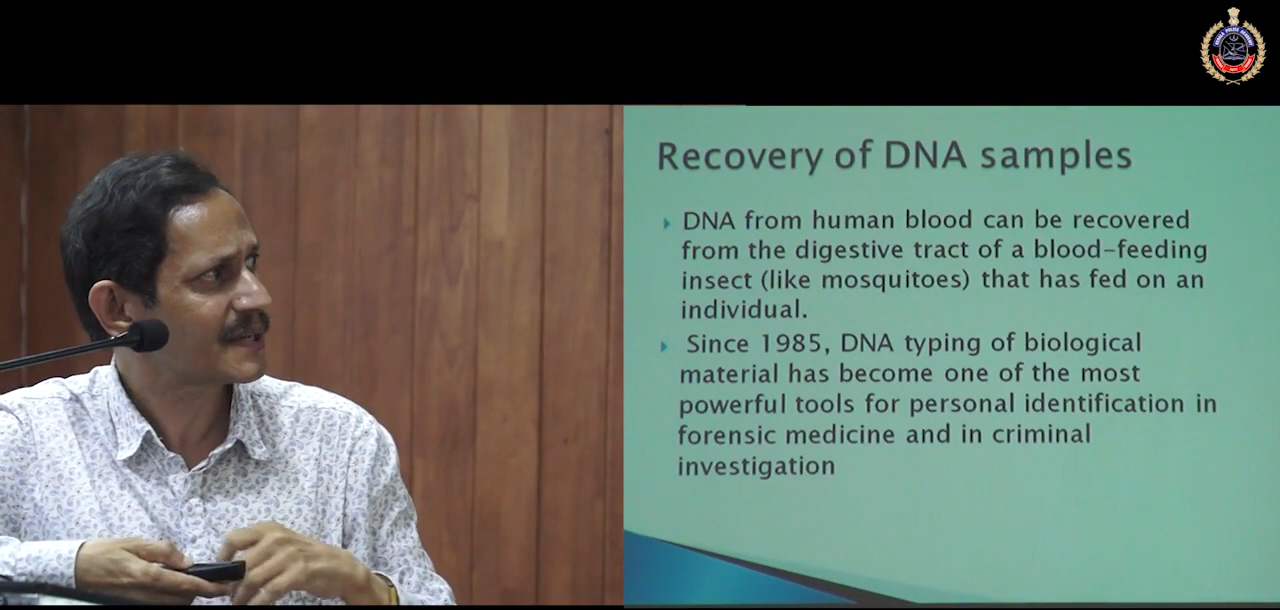 Recovery of DNA samples
DNA from human blood can be recovered
from the digestive tract of a blood-feeding
insect (like mosquitoes) that has fed on an
individual.
Since 1985, DNA typing of biological
material has become one of the most
powerful tools for personal identification in
forensic medicine and in criminal
investigation